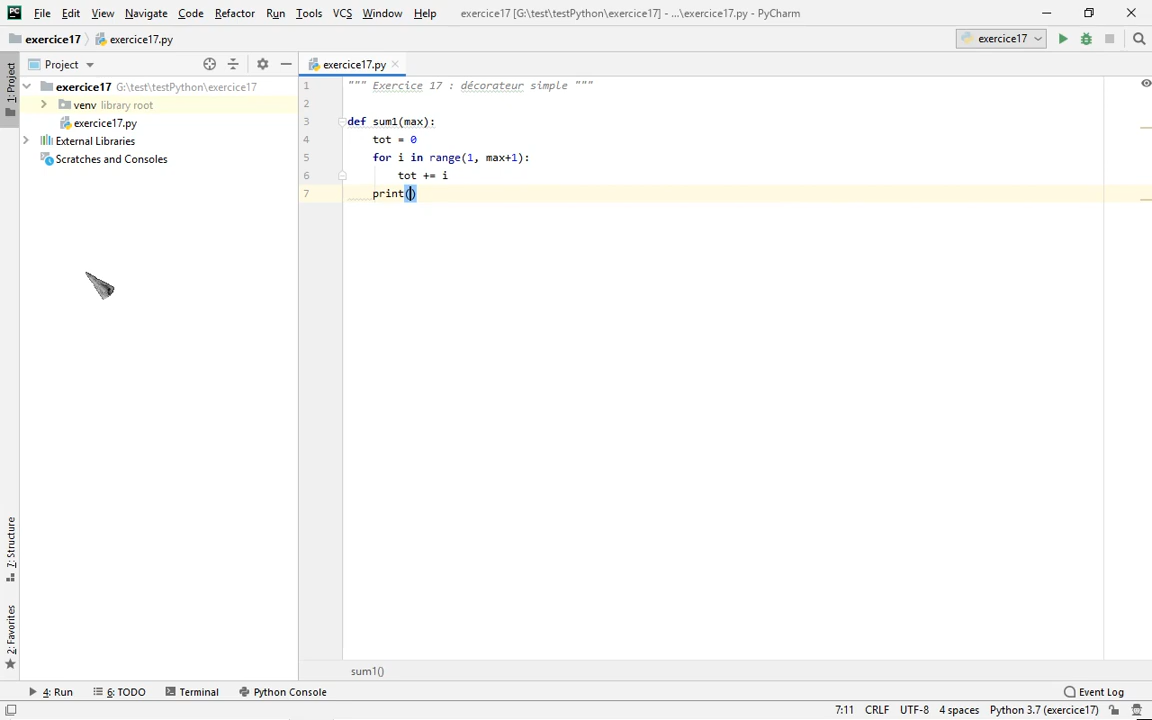 PC File Edit View Navigate Code Refactor Run Tools VCS Window Help exercice17 [G:\test\testPython\exercice17] - ...\exercice17.py - PyCharm
exercice17 exercice17.py exercice17
1: Project
Project
exercice17 G:\test\testPython\exercice17
venv library root
exercice17.py
External Libraries
Scratches and Consoles
exercice17.py
1 """ Exercice 17 : décorateur simple """
2
3 def sum1(max):
4 tot = 0
5 for i in range(1, max+1):
6 tot += i
7 print()
sum1()
7: Structure
2: Favorites
4: Run 6: TODO Terminal Python Console Event Log
7:11 CRLF UTF-8 4 spaces Python 3.7 (exercice17)